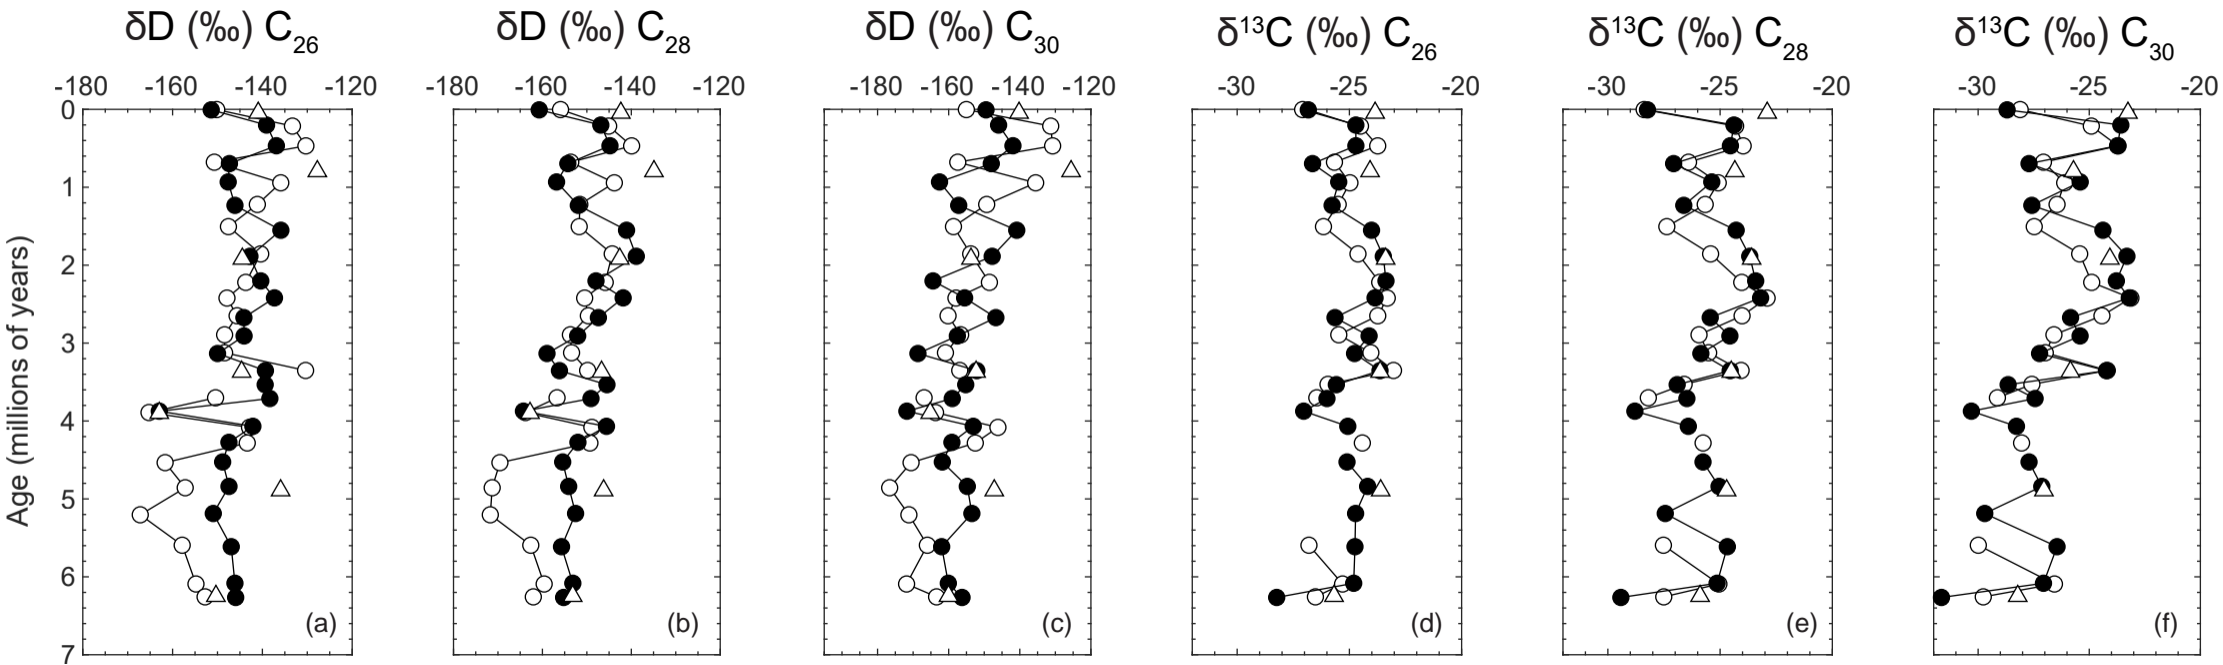 δD (‰) C26
δD (‰) C28
δD (‰) C30
δ13C (‰) C26
δ13C (‰) C28
δ13C (‰) C30
-180 -160 -140 -120
-180 -160 -140 -120
-180 -160 -140 -120
-30 -25 -20
-30 -25 -20
-30 -25 -20
Age (millions of years)
0
1
2
3
4
5
6
7
(a)
(b)
(c)
(d)
(e)
(f)